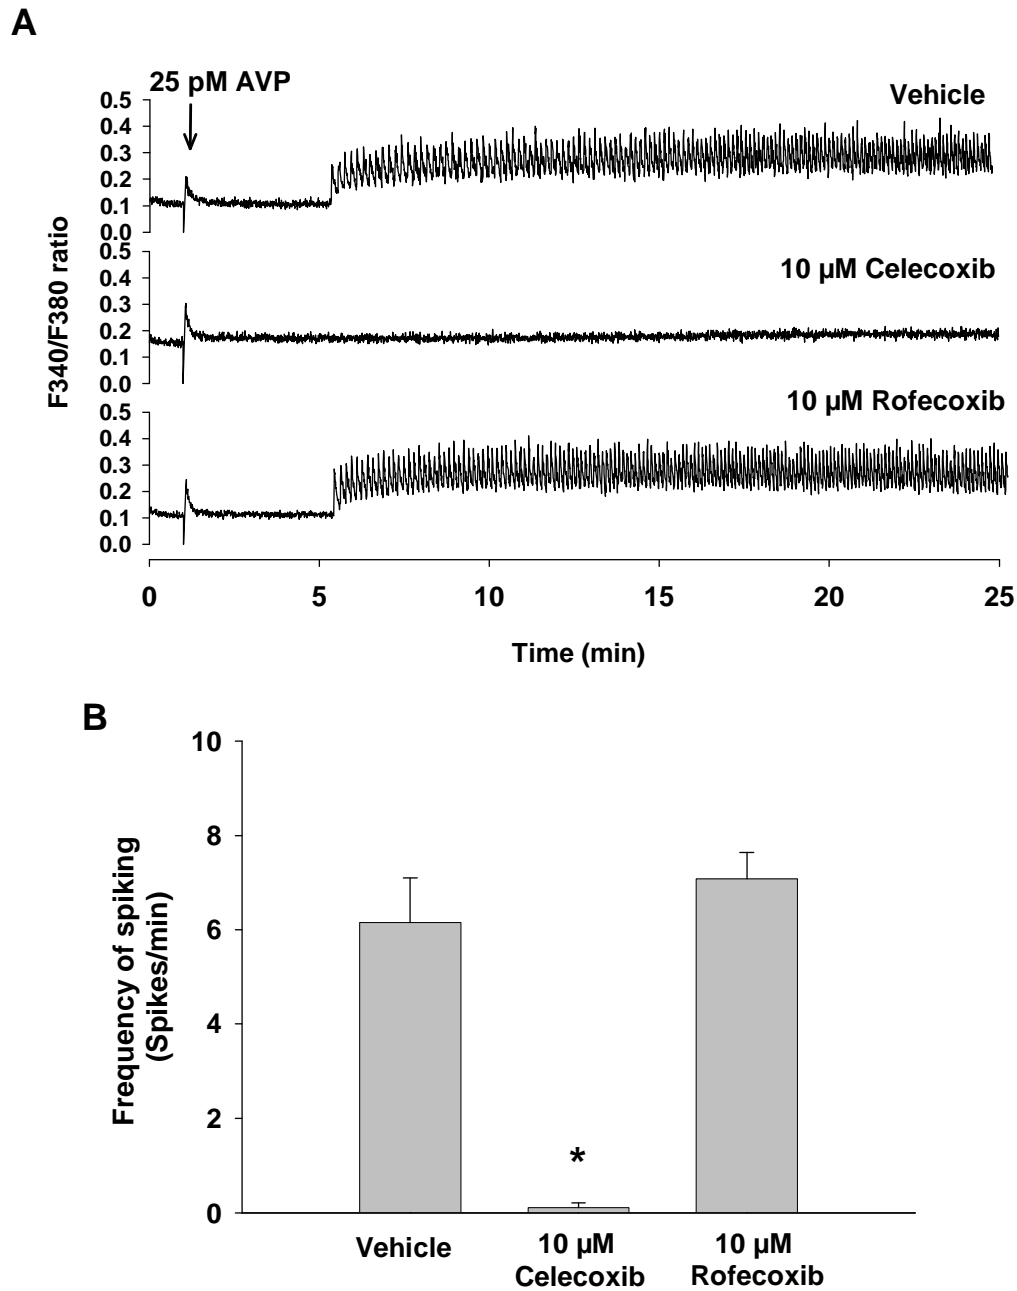 A
25 pM AVP
Vehicle
0.5
0.4
0.3
0.2
0.1
0.0
10 µM Celecoxib
0.5
0.4
0.3
0.2
0.1
0.0
10 µM Rofecoxib
0.5
0.4
0.3
0.2
0.1
0.0
F340/F380 ratio
0 5 10 15 20 25
Time (min)
B
10
8
6
4
2
0
Frequency of spiking
(Spikes/min)
*
Vehicle
10 µM
Celecoxib
10 µM
Rofecoxib